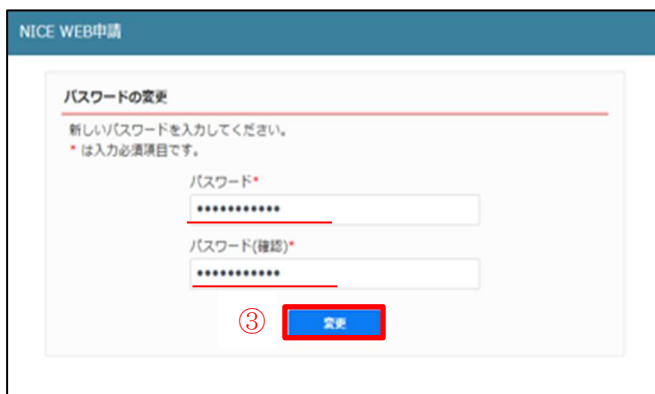 NICE WEB申請
パスワードの変更
新しいパスワードを入力してください。
* は入力必須項目です。
パスワード*
•••••••••••
パスワード(確認)*
•••••••••••
③ 変更